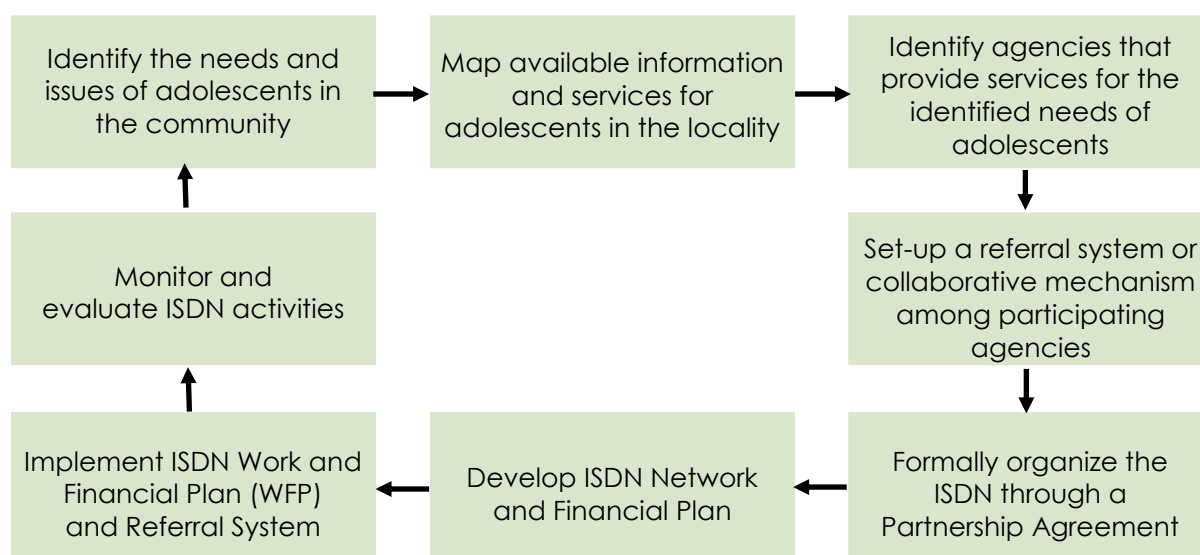 Identify the needs and
issues of adolescents in
the community
Map available information
and services for
adolescents in the locality
Identify agencies that
provide services for the
identified needs of
adolescents
Set-up a referral system or
collaborative mechanism
among participating
agencies
Formally organize the
ISDN through a
Partnership Agreement
Develop ISDN Network
and Financial Plan
Implement ISDN Work and
Financial Plan (WFP)
and Referral System
Monitor and
evaluate ISDN activities